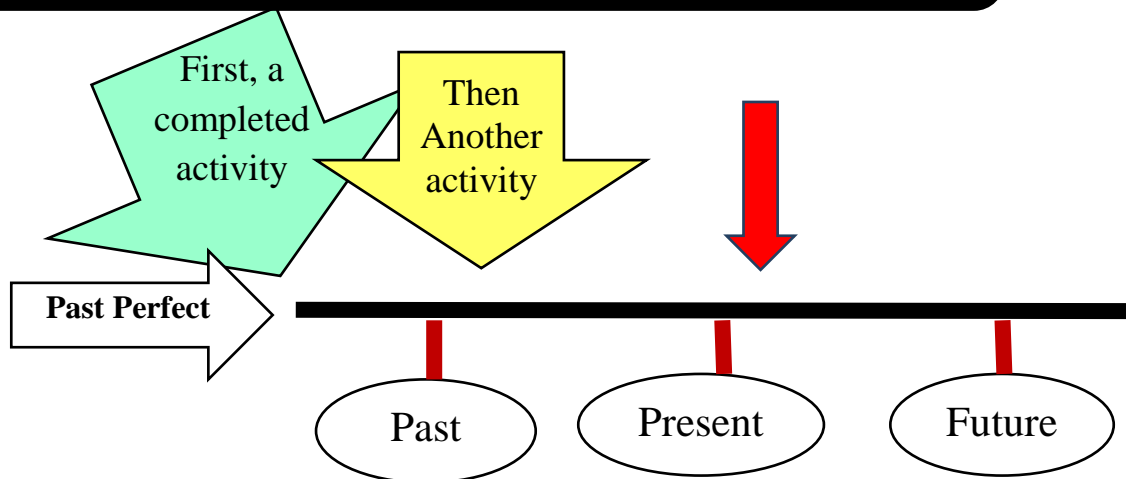 First, a
completed
activity
Then
Another
activity
Past Perfect
Past
Present
Future